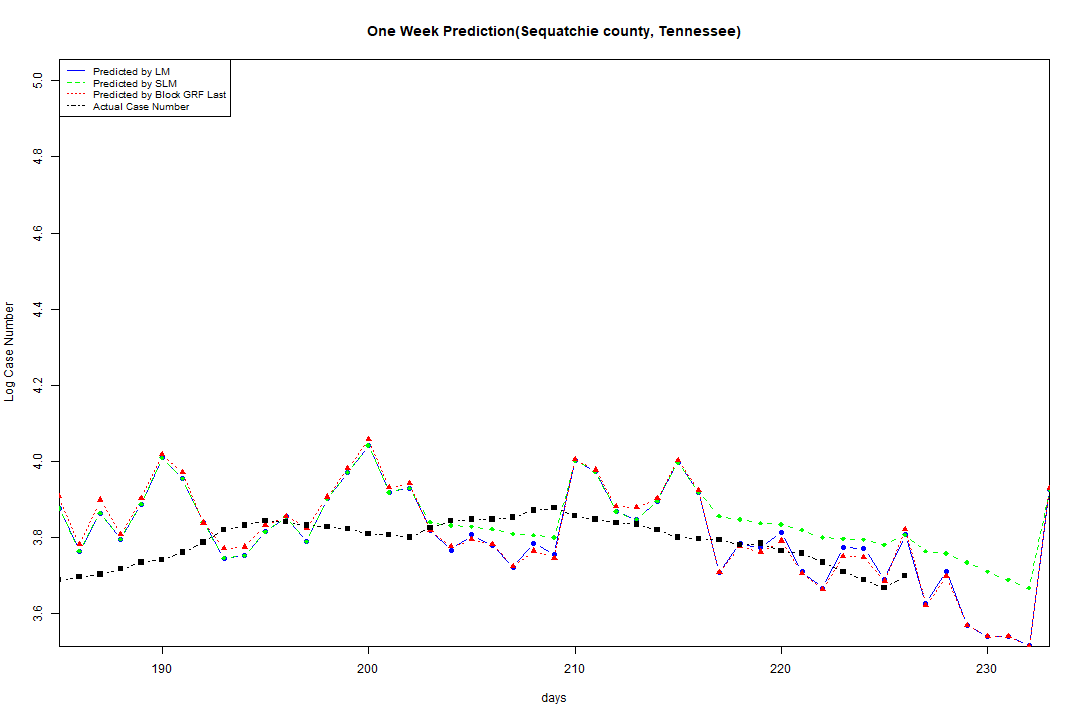 One Week Prediction(Sequatchie county, Tennessee)
Predicted by LM
Predicted by SLM
Predicted by Block GRF Last
Actual Case Number
Log Case Number
5.0
4.8
4.6
4.4
4.2
4.0
3.8
3.6
190 200 210 220 230
days